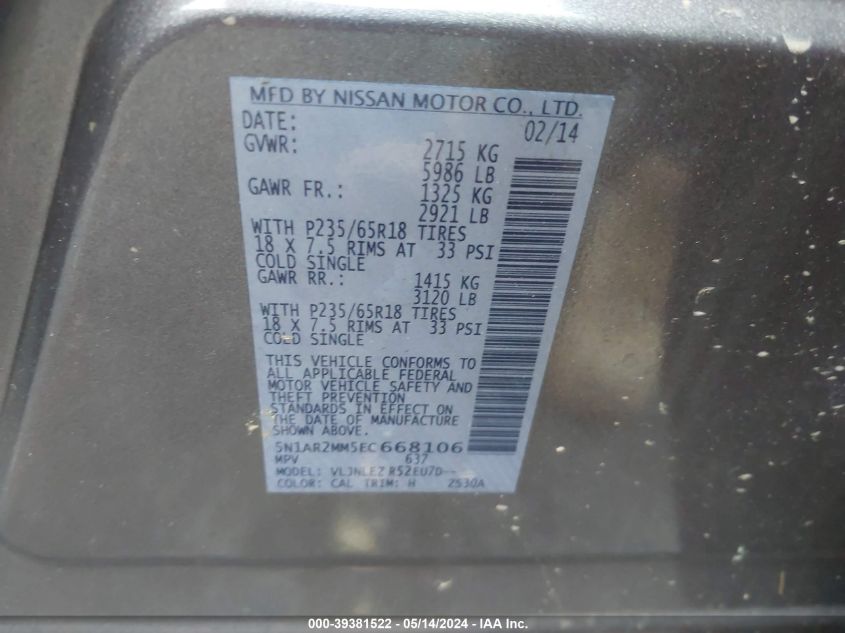 MFD BY NISSAN MOTOR CO., LTD.
DATE: 02/14
GVWR: 2715 KG
5986 LB
GAWR FR.: 1325 KG
2921 LB
WITH P235/65R18 TIRES
18 X 7.5 RIMS AT 33 PSI
COLD SINGLE
GAWR RR.: 1415 KG
3120 LB
WITH P235/65R18 TIRES
18 X 7.5 RIMS AT 33 PSI
COLD SINGLE
THIS VEHICLE CONFORMS TO
ALL APPLICABLE FEDERAL
MOTOR VEHICLE SAFETY AND
THEFT PREVENTION
STANDARDS IN EFFECT ON
THE DATE OF MANUFACTURE
SHOWN ABOVE.
5N1AR2MM5EC668106
MPV 637
MODEL: VLJNLEZ R52EU7D--
COLOR: CAL TRIM: H 2530A
000-39381522 - 05/14/2024 - IAA Inc.